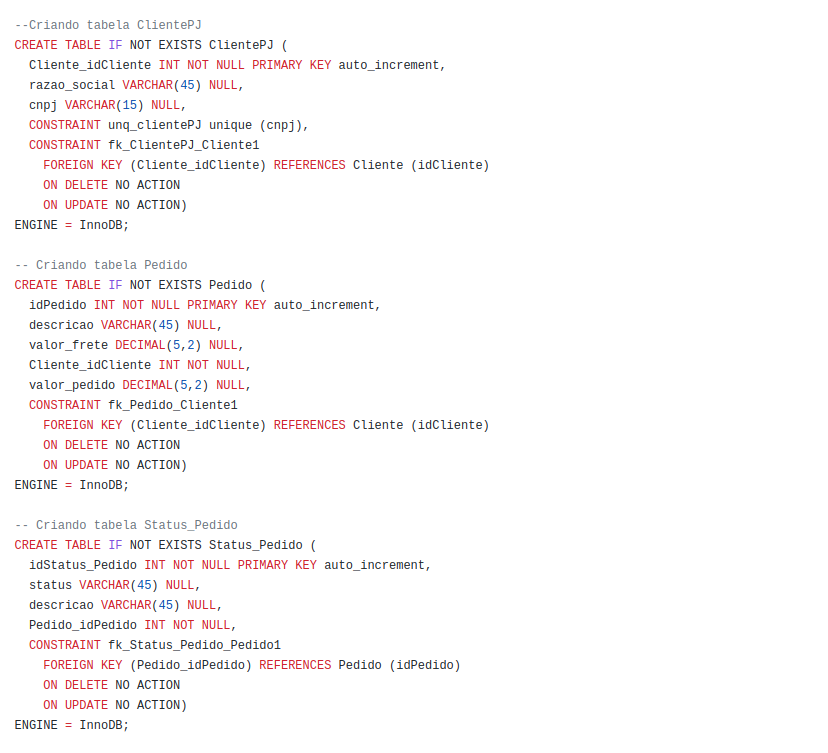 --Criando tabela ClientePJ
CREATE TABLE IF NOT EXISTS ClientePJ (
  Cliente_idCliente INT NOT NULL PRIMARY KEY auto_increment,
  razao_social VARCHAR(45) NULL,
  cnpj VARCHAR(15) NULL,
  CONSTRAINT unq_clientePJ unique (cnpj),
  CONSTRAINT fk_ClientePJ_Cliente1
    FOREIGN KEY (Cliente_idCliente) REFERENCES Cliente (idCliente)
    ON DELETE NO ACTION
    ON UPDATE NO ACTION)
ENGINE = InnoDB;

-- Criando tabela Pedido
CREATE TABLE IF NOT EXISTS Pedido (
  idPedido INT NOT NULL PRIMARY KEY auto_increment,
  descricao VARCHAR(45) NULL,
  valor_frete DECIMAL(5,2) NULL,
  Cliente_idCliente INT NOT NULL,
  valor_pedido DECIMAL(5,2) NULL,
  CONSTRAINT fk_Pedido_Cliente1
    FOREIGN KEY (Cliente_idCliente) REFERENCES Cliente (idCliente)
    ON DELETE NO ACTION
    ON UPDATE NO ACTION)
ENGINE = InnoDB;

-- Criando tabela Status_Pedido
CREATE TABLE IF NOT EXISTS Status_Pedido (
  idStatus_Pedido INT NOT NULL PRIMARY KEY auto_increment,
  status VARCHAR(45) NULL,
  descricao VARCHAR(45) NULL,
  Pedido_idPedido INT NOT NULL,
  CONSTRAINT fk_Status_Pedido_Pedido1
    FOREIGN KEY (Pedido_idPedido) REFERENCES Pedido (idPedido)
    ON DELETE NO ACTION
    ON UPDATE NO ACTION)
ENGINE = InnoDB;